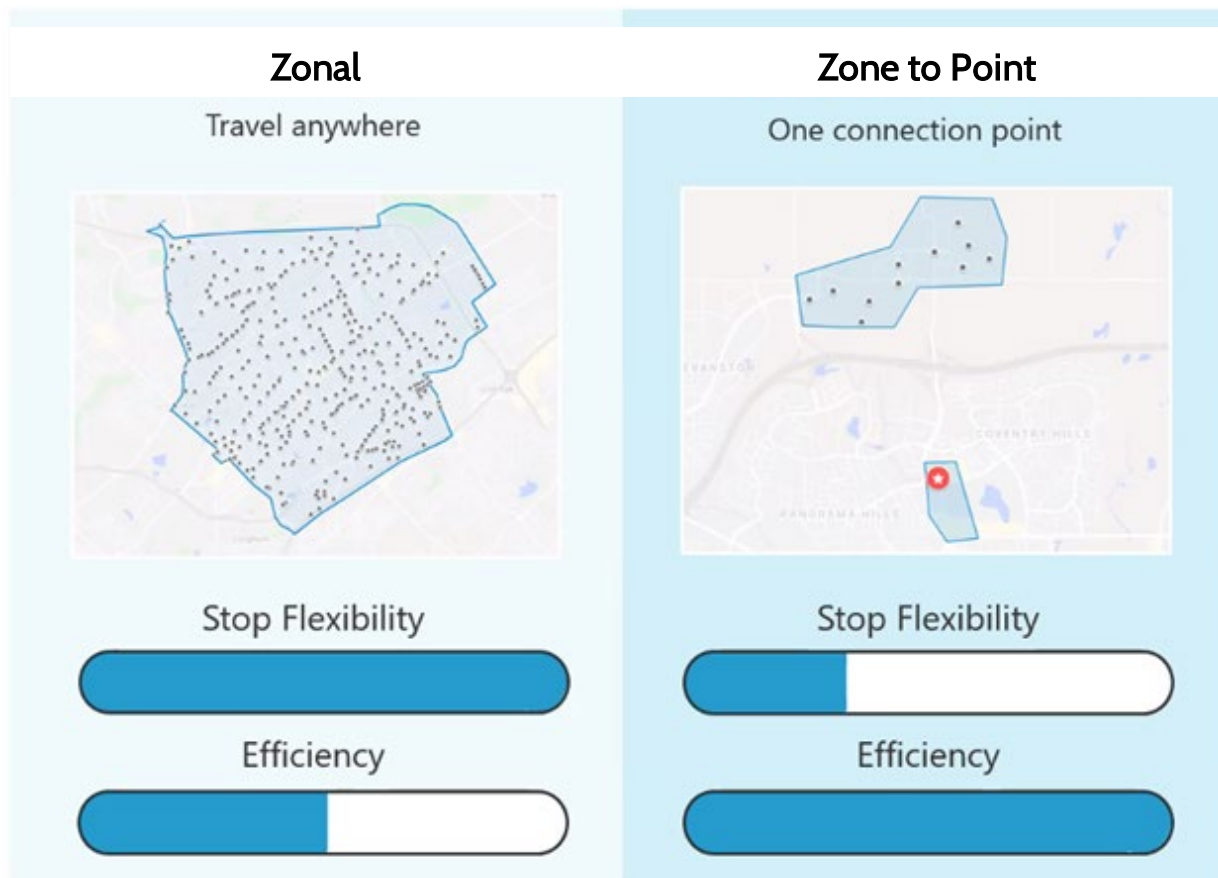 Zonal
Travel anywhere
Stop Flexibility
Efficiency
Zone to Point
One connection point
EVANSTON
COVENTRY HILLS
PANORAMA HILLS
Stop Flexibility
Efficiency